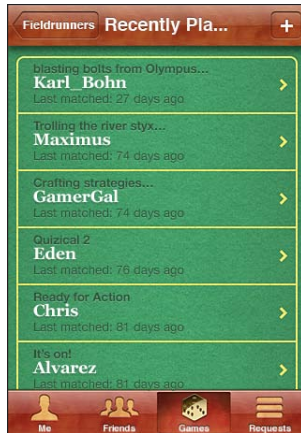 Fieldrunners
Recently Pla...
+
blasting bolts from Olympus...
Karl_Bohn
Last matched: 27 days ago
Trolling the river styx...
Maximus
Last matched: 74 days ago
Crafting strategies...
GamerGal
Last matched: 74 days ago
Quizical 2
Eden
Last matched: 76 days ago
Ready for Action
Chris
Last matched: 81 days ago
It's on!
Alvarez
Last matched: 81 days ago
Me
Friends
Games
Requests